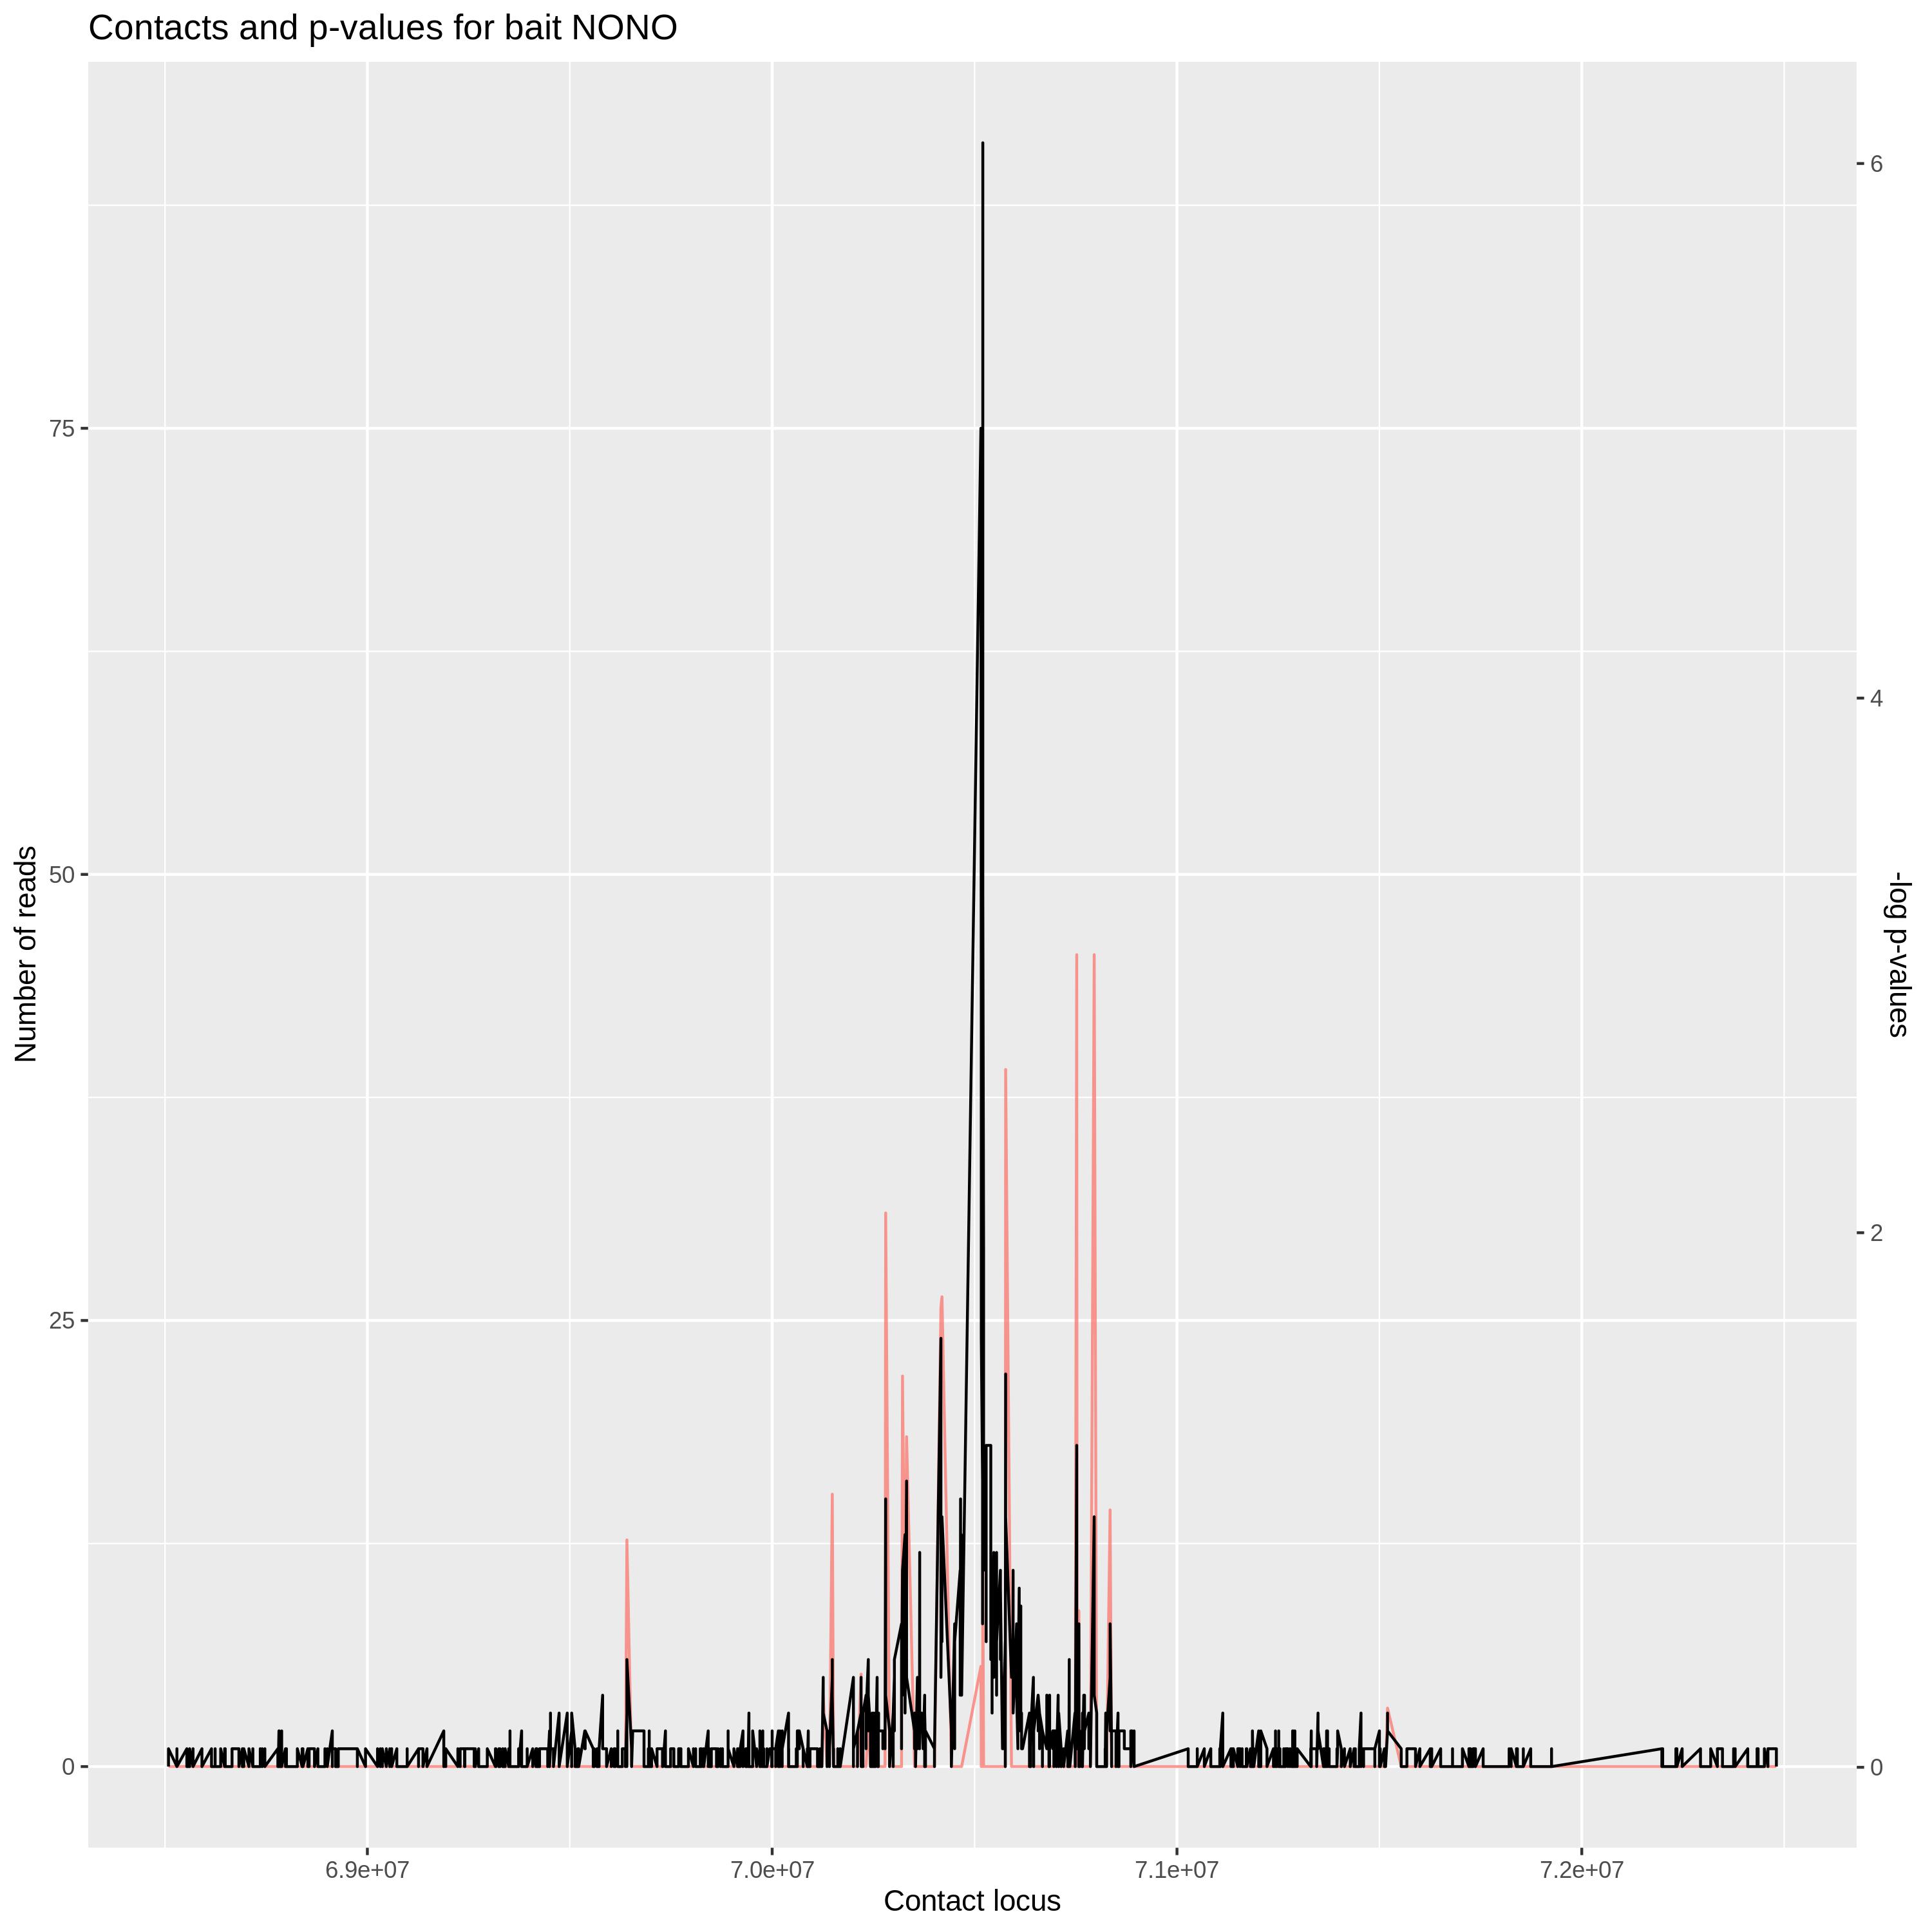 Contacts and p-values for bait NONO
Number of reads
75
50
25
0
6
4
2
0
-log p-values
6.9e+07 7.0e+07 7.1e+07 7.2e+07
Contact locus